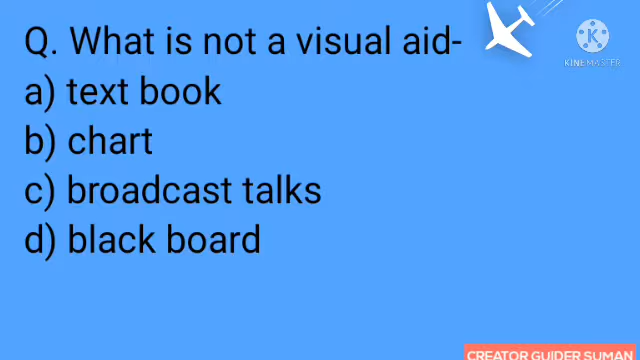 Q. What is not a visual aid-
KINEMASTER
a) text book
b) chart
c) broadcast talks
d) black board
CREATOR GUIDER SUMAN